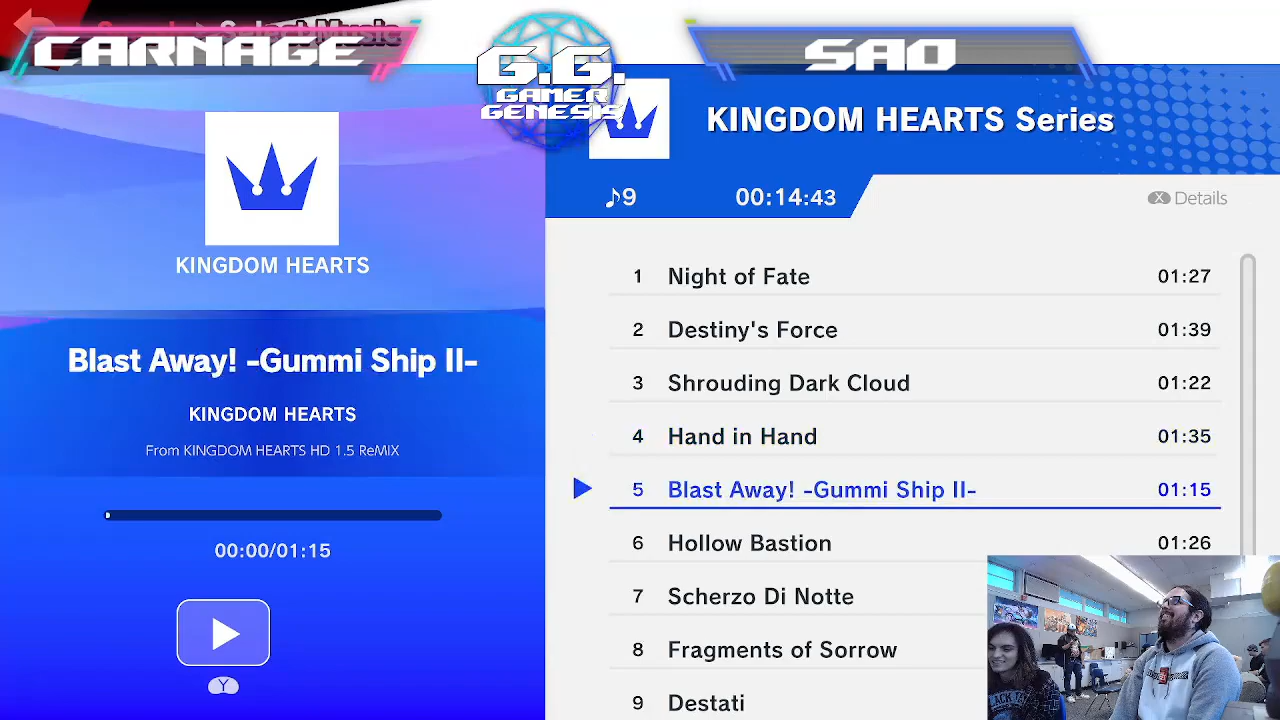 Sound
Select Music
CARNAGE
G.G.
GAMER
GENESIS
SAO
KINGDOM HEARTS Series
♪9
00:14:43
X Details
KINGDOM HEARTS
Blast Away! -Gummi Ship II-
KINGDOM HEARTS
From KINGDOM HEARTS HD 1.5 ReMIX
00:00/01:15
Y
1 Night of Fate 01:27
2 Destiny's Force 01:39
3 Shrouding Dark Cloud 01:22
4 Hand in Hand 01:35
5 Blast Away! -Gummi Ship II- 01:15
6 Hollow Bastion 01:26
7 Scherzo Di Notte
8 Fragments of Sorrow
9 Destati